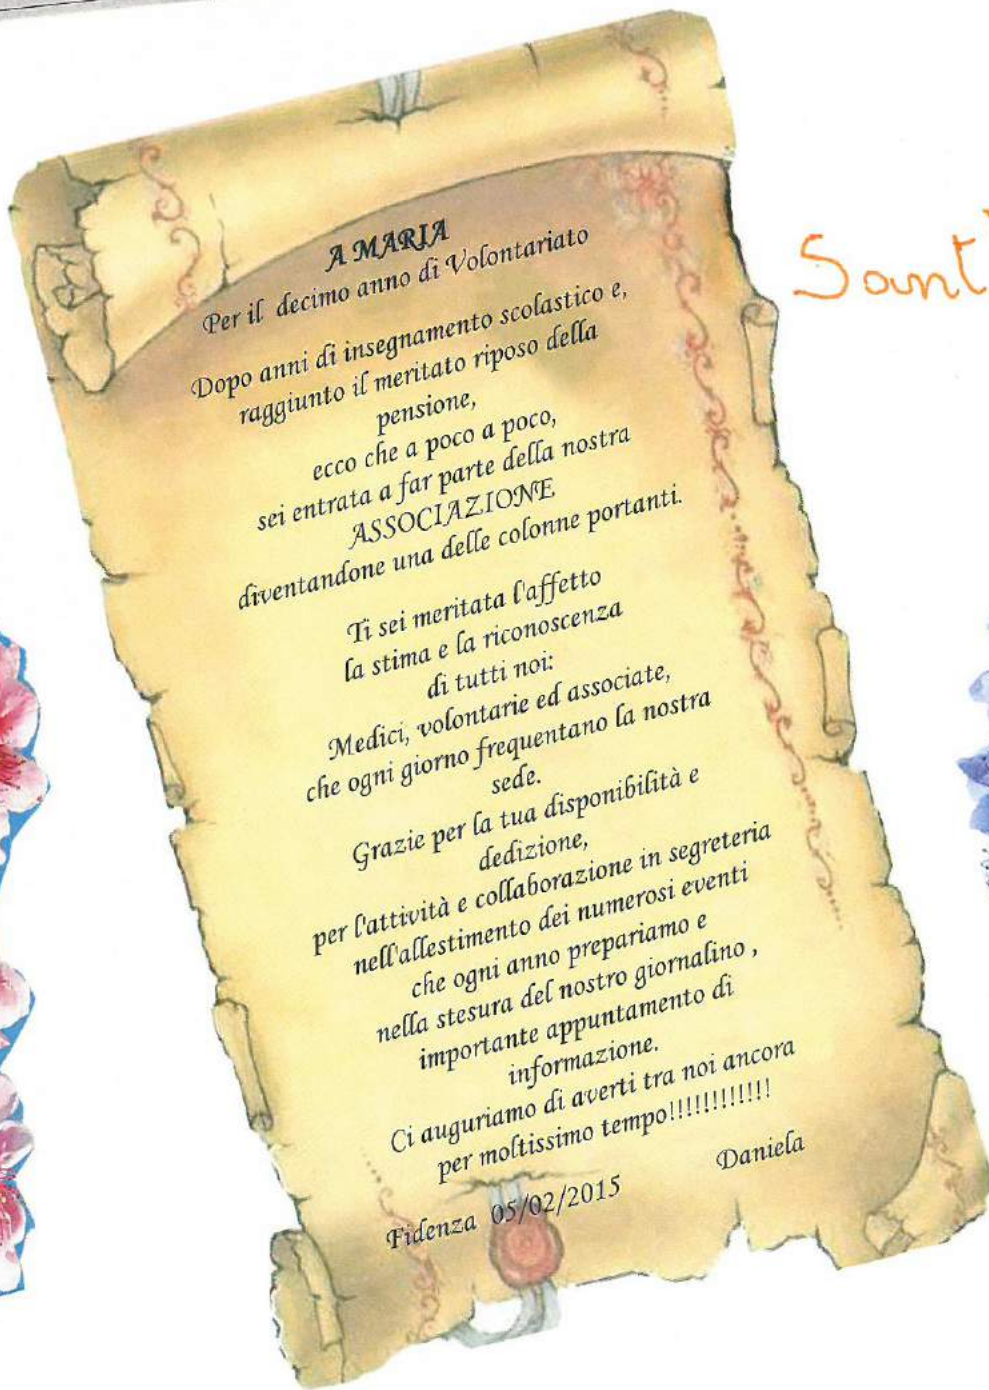 A MARIA
Per il decimo anno di Volontariato
Dopo anni di insegnamento scolastico e,
raggiunto il meritato riposo della
pensione,
ecco che a poco a poco,
sei entrata a far parte della nostra
ASSOCIAZIONE
diventandone una delle colonne portanti.
Ti sei meritata l'affetto
la stima e la riconoscenza
di tutti noi:
Medici, volontarie ed associate,
che ogni giorno frequentano la nostra
sede.
Grazie per la tua disponibilità e
dedizione,
per l'attività e collaborazione in segreteria
nell'allestimento dei numerosi eventi
che ogni anno prepariamo e
nella stesura del nostro giornalino ,
importante appuntamento di
informazione.
Ci auguriamo di averti tra noi ancora
per moltissimo tempo!!!!!!!!!!!!!
Daniela
Fidenza 05/02/2015
Sant'